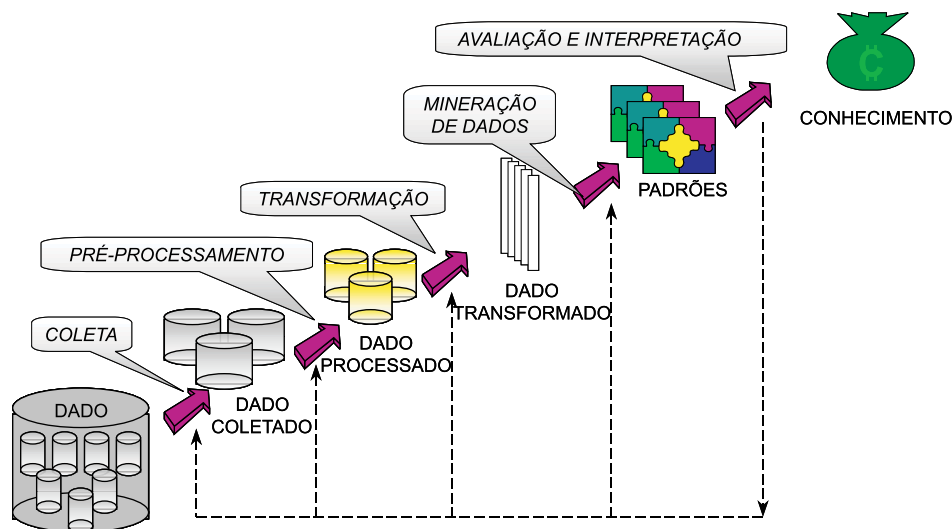 AVALIAÇÃO E INTERPRETAÇÃO
₵
CONHECIMENTO
MINERAÇÃO
DE DADOS
PADRÕES
TRANSFORMAÇÃO
DADO
TRANSFORMADO
PRÉ-PROCESSAMENTO
DADO
PROCESSADO
COLETA
DADO
COLETADO
DADO